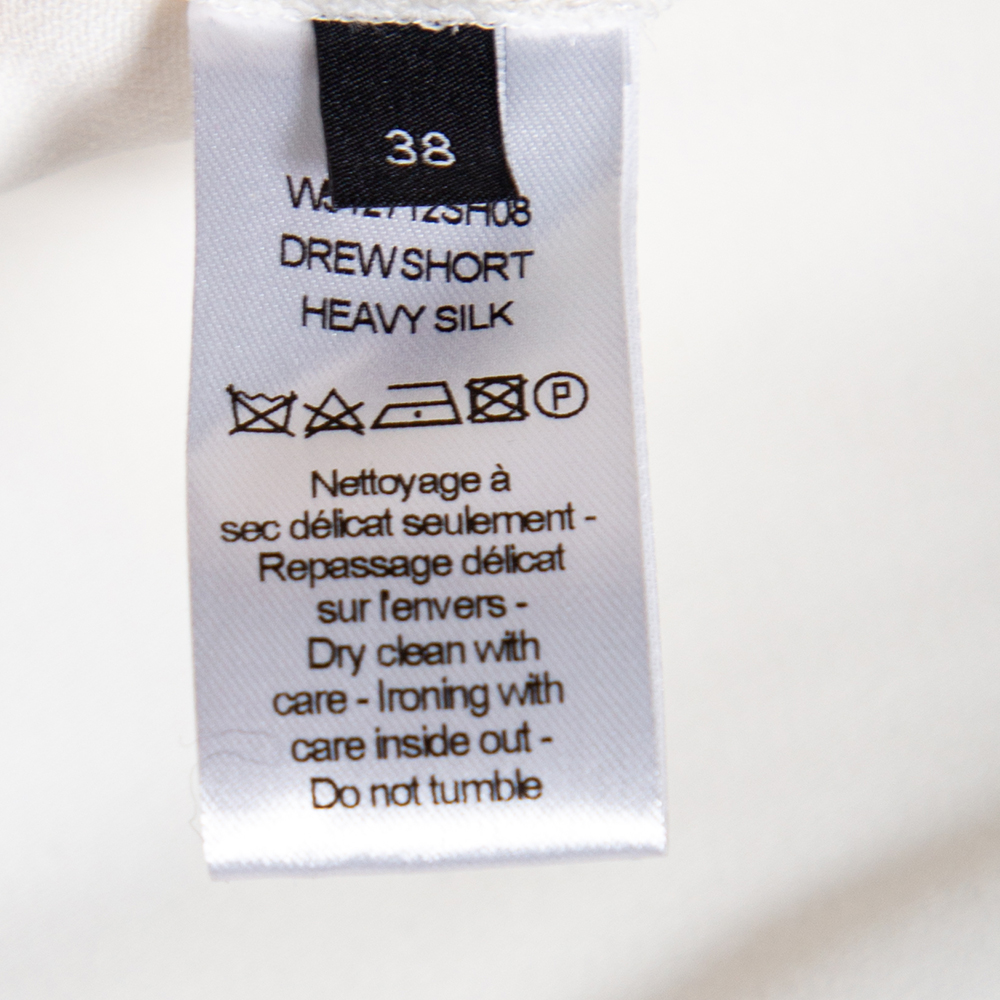 38
DREW SHORT
HEAVY SILK
P
Nettoyage à
sec délicat seulement -
Repassage délicat
sur l'envers -
Dry clean with
care - Ironing with
care inside out -
Do not tumble